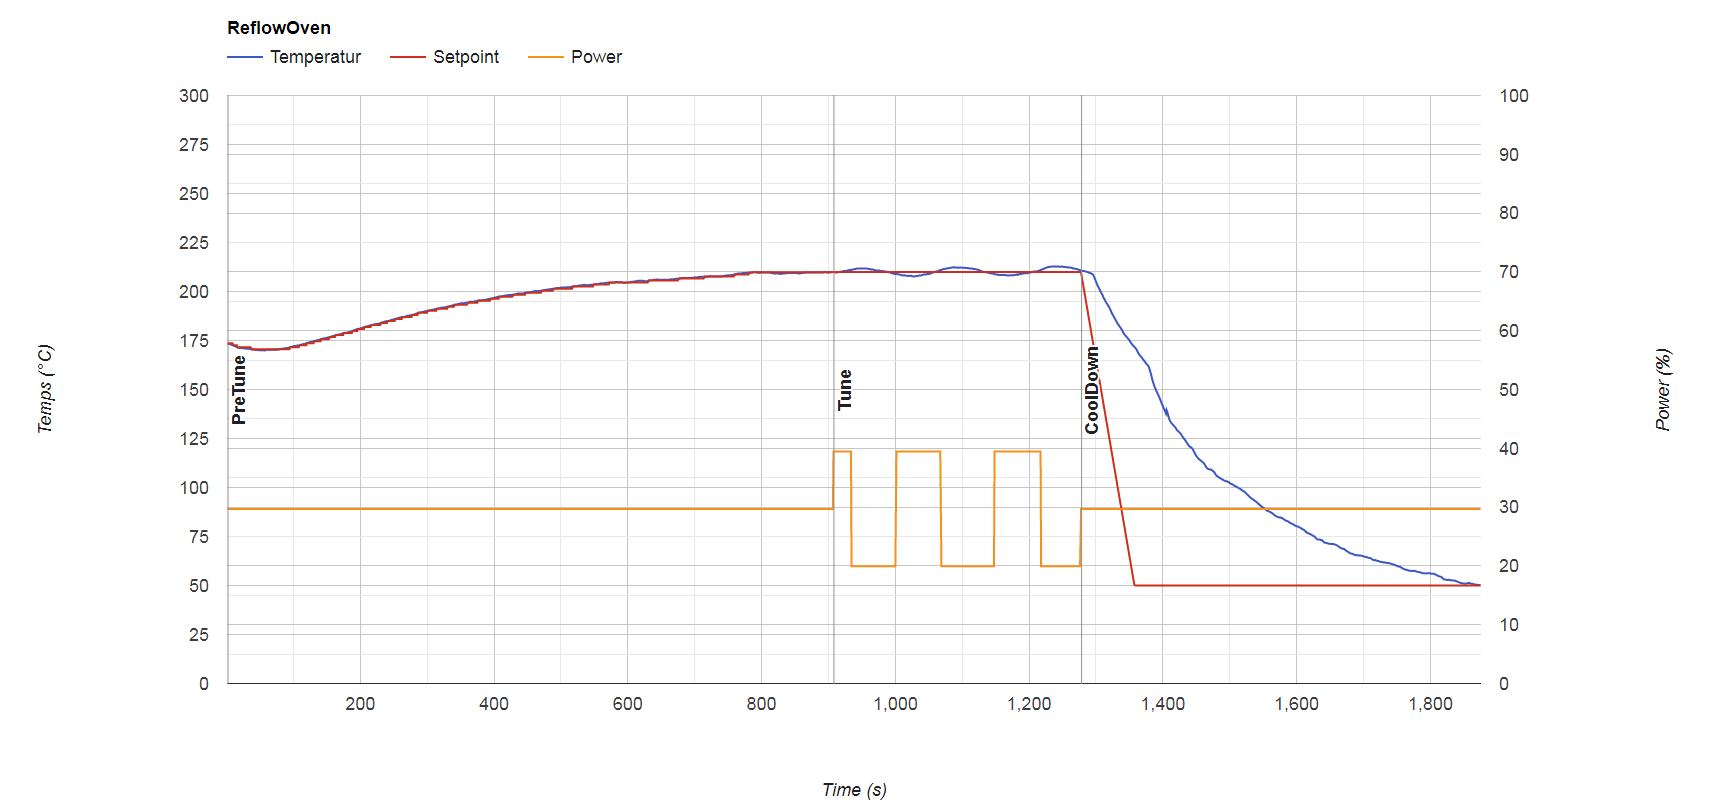 ReflowOven
Temperatur Setpoint Power
300 100
275 90
250 80
225 70
200 60
175 50
150 40
125 30
100 20
75 10
50 0
25
0
Temps (°C)
Power (%)
PreTune
Tune
CoolDown
200 400 600 800 1,000 1,200 1,400 1,600 1,800
Time (s)